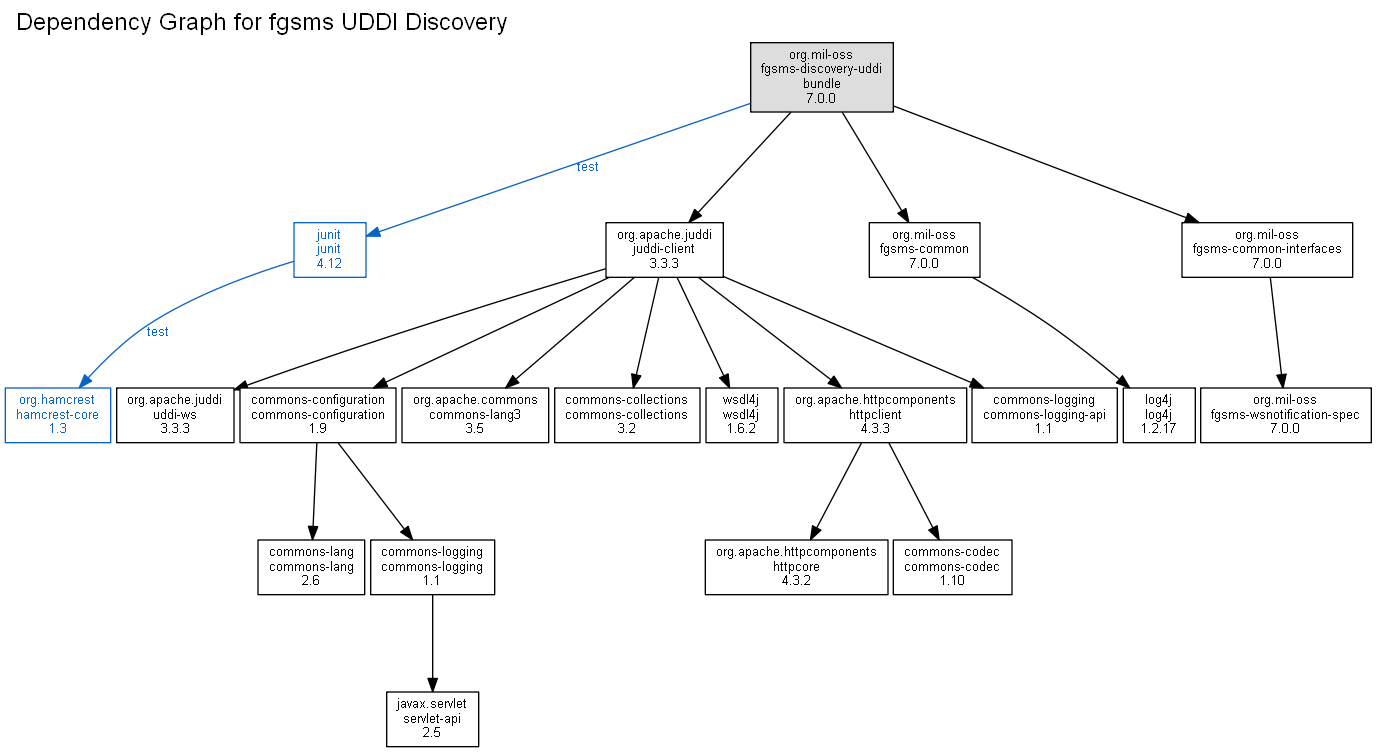 Dependency Graph for fgsms UDDI Discovery
org.mil-oss
fgsms-discovery-uddi
bundle
7.0.0
test
junit
junit
4.12
org.apache.juddi
juddi-client
3.3.3
org.mil-oss
fgsms-common
7.0.0
org.mil-oss
fgsms-common-interfaces
7.0.0
test
org.hamcrest
hamcrest-core
1.3
org.apache.juddi
uddi-ws
3.3.3
commons-configuration
commons-configuration
1.9
org.apache.commons
commons-lang3
3.5
commons-collections
commons-collections
3.2
wsdl4j
wsdl4j
1.6.2
org.apache.httpcomponents
httpclient
4.3.3
commons-logging
commons-logging-api
1.1
log4j
log4j
1.2.17
org.mil-oss
fgsms-wsnotification-spec
7.0.0
commons-lang
commons-lang
2.6
commons-logging
commons-logging
1.1
org.apache.httpcomponents
httpcore
4.3.2
commons-codec
commons-codec
1.10
javax.servlet
servlet-api
2.5